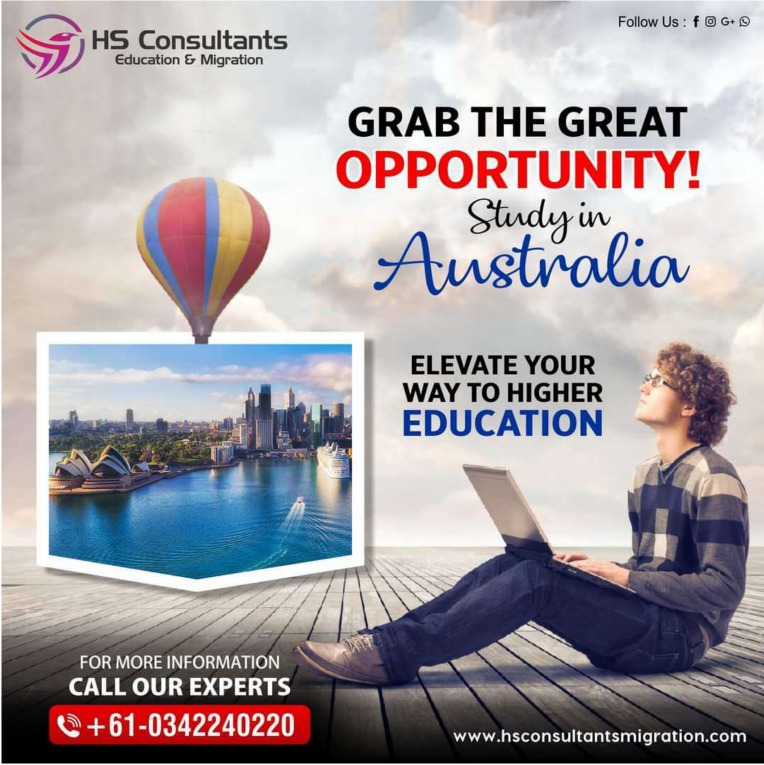 HS Consultants
Education & Migration
Follow Us :
GRAB THE GREAT
OPPORTUNITY!
Study in
Australia
ELEVATE YOUR
WAY TO HIGHER
EDUCATION
FOR MORE INFORMATION
CALL OUR EXPERTS
+61-0342240220
www.hsconsultantsmigration.com